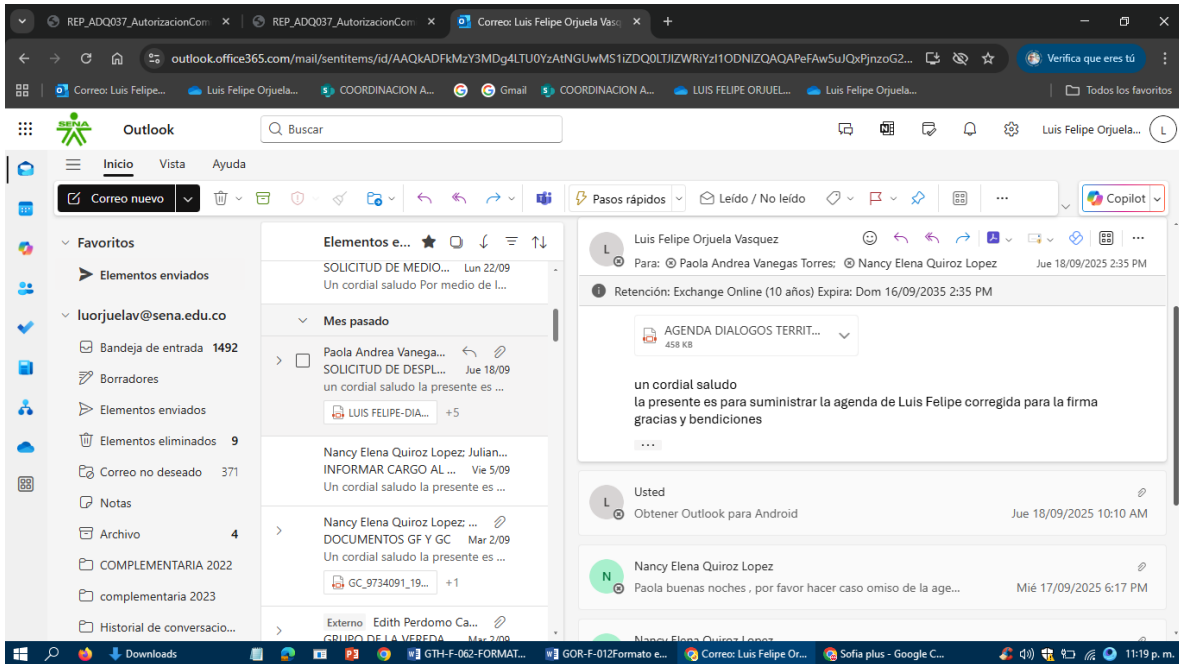 REP_ADQ037_AutorizacionCom
REP_ADQ037_AutorizacionCom
Correo: Luis Felipe Orjuela Vasq
outlook.office365.com/mail/sentitems/id/AAQkADFkMzY3MDg4LTU0YzAtNGUwMS1iZDQ0LTJlZWRiYzI1ODNlZQAQAPeFAw5uJQxPjnzoG2...
Verifica que eres tú
Correo: Luis Felipe...
Luis Felipe Orjuela...
COORDINACION A...
Gmail
COORDINACION A...
LUIS FELIPE ORJUEL...
Luis Felipe Orjuela...
Todos los favoritos
SENA
Outlook
Buscar
Luis Felipe Orjuela...
L
Inicio
Vista
Ayuda
Correo nuevo
Pasos rápidos
Leído / No leído
Copilot
Favoritos
Elementos enviados
luorjuelav@sena.edu.co
Bandeja de entrada 1492
Borradores
Elementos enviados
Elementos eliminados 9
Correo no deseado 371
Notas
Archivo 4
COMPLEMENTARIA 2022
complementaria 2023
Historial de conversacio...
Elementos e...
SOLICITUD DE MEDIO... Lun 22/09
Un cordial saludo Por medio de l...
Mes pasado
Paola Andrea Vanega...
SOLICITUD DE DESPL... Jue 18/09
un cordial saludo la presente es ...
LUIS FELIPE-DIA... +5
Nancy Elena Quiroz Lopez; Julian...
INFORMAR CARGO AL ... Vie 5/09
Un cordial saludo la presente es ...
Nancy Elena Quiroz Lopez; ...
DOCUMENTOS GF Y GC Mar 2/09
Un cordial saludo la presente es ...
GC_9734091_19... +1
Externo Edith Perdomo Ca...
GRUPO DE LA VEREDA Mar 2/09
L
Luis Felipe Orjuela Vasquez
Para: Paola Andrea Vanegas Torres; Nancy Elena Quiroz Lopez
Jue 18/09/2025 2:35 PM
Retención: Exchange Online (10 años) Expira: Dom 16/09/2035 2:35 PM
AGENDA DIALOGOS TERRIT...
458 KB
un cordial saludo
la presente es para suministrar la agenda de Luis Felipe corregida para la firma
gracias y bendiciones
L
Usted
Obtener Outlook para Android
Jue 18/09/2025 10:10 AM
N
Nancy Elena Quiroz Lopez
Paola buenas noches , por favor hacer caso omiso de la age...
Mié 17/09/2025 6:17 PM
Nancy Elena Quiroz Lopez
Downloads
GTH-F-062-FORMAT...
GOR-F-012Formato e...
Correo: Luis Felipe Or...
Sofia plus - Google C...
11:19 p. m.